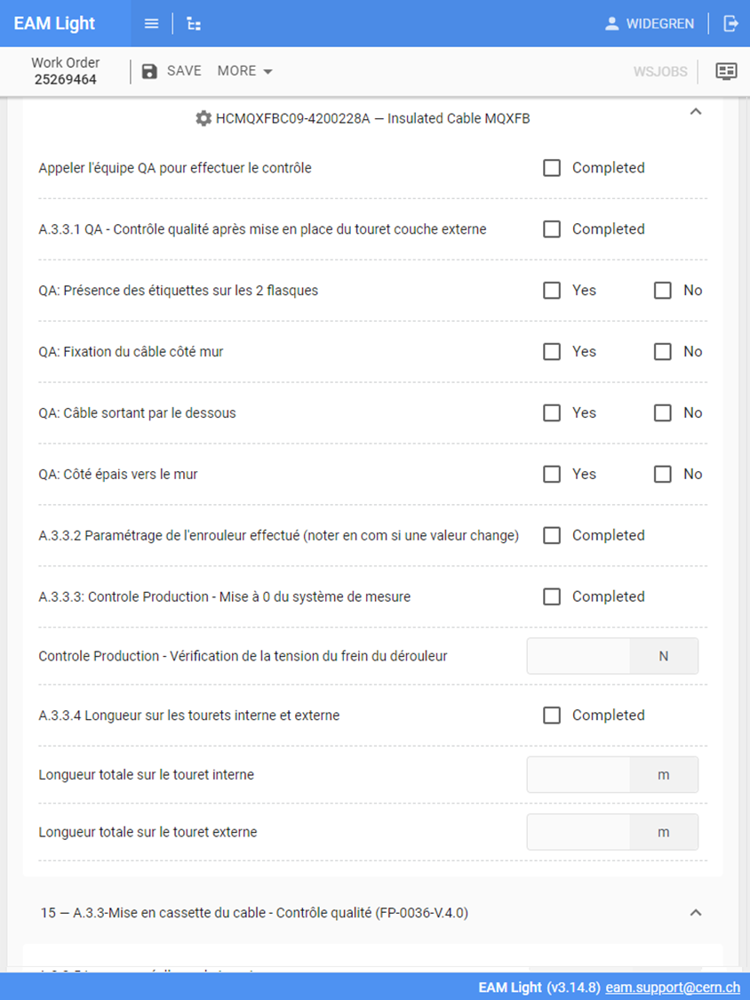 EAM Light
WIDEGREN
Work Order
25269464
SAVE
MORE
WSJOBS
HCMQXFBC09-4200228A — Insulated Cable MQXFB
Appeler l'équipe QA pour effectuer le contrôle
Completed
A.3.3.1 QA - Contrôle qualité après mise en place du touret couche externe
Completed
QA: Présence des étiquettes sur les 2 flasques
Yes
No
QA: Fixation du câble côté mur
Yes
No
QA: Câble sortant par le dessous
Yes
No
QA: Côté épais vers le mur
Yes
No
A.3.3.2 Paramétrage de l'enrouleur effectué (noter en com si une valeur change)
Completed
A.3.3.3: Controle Production - Mise à 0 du système de mesure
Completed
Controle Production - Vérification de la tension du frein du dérouleur
N
A.3.3.4 Longueur sur les tourets interne et externe
Completed
Longueur totale sur le touret interne
m
Longueur totale sur le touret externe
m
15 — A.3.3-Mise en cassette du cable - Contrôle qualité (FP-0036-V.4.0)
EAM Light (v3.14.8) eam.support@cern.ch